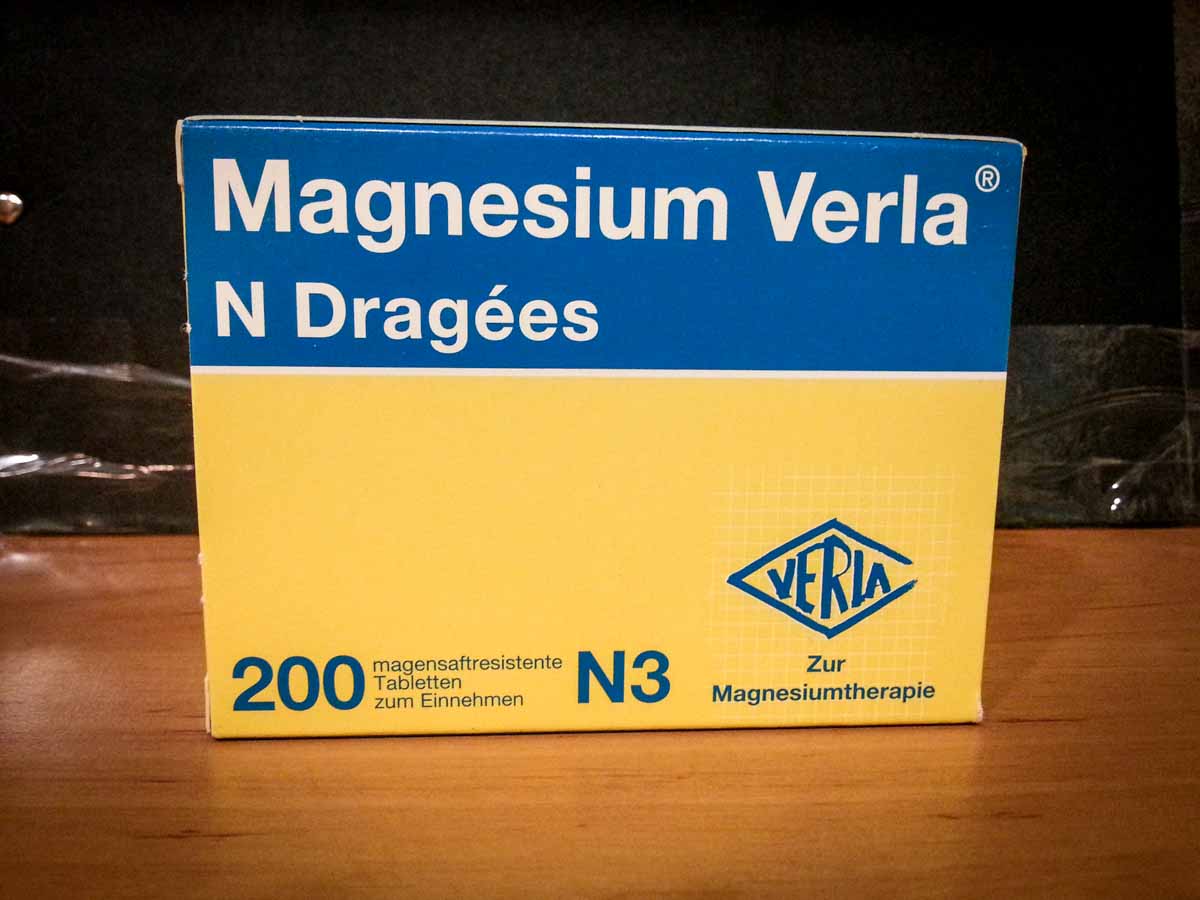 Magnesium Verla®
N Dragées
VERLA
200 magensaftresistente Tabletten zum Einnehmen N3
Zur
Magnesiumtherapie